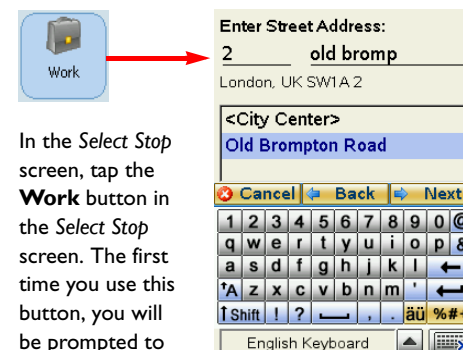 Work
In the Select Stop
screen, tap the
Work button in
the Select Stop
screen. The first
time you use this
button, you will
be prompted to
Enter Street Address:
2 old bromp
London, UK SW1A 2
<City Center>
Old Brompton Road
Cancel Back Next
1 2 3 4 5 6 7 8 9 0 @
q w e r t y u i o p &
a s d f g h j k l
*A z x c v b n m '
Shift ! ? , . äü %#
English Keyboard